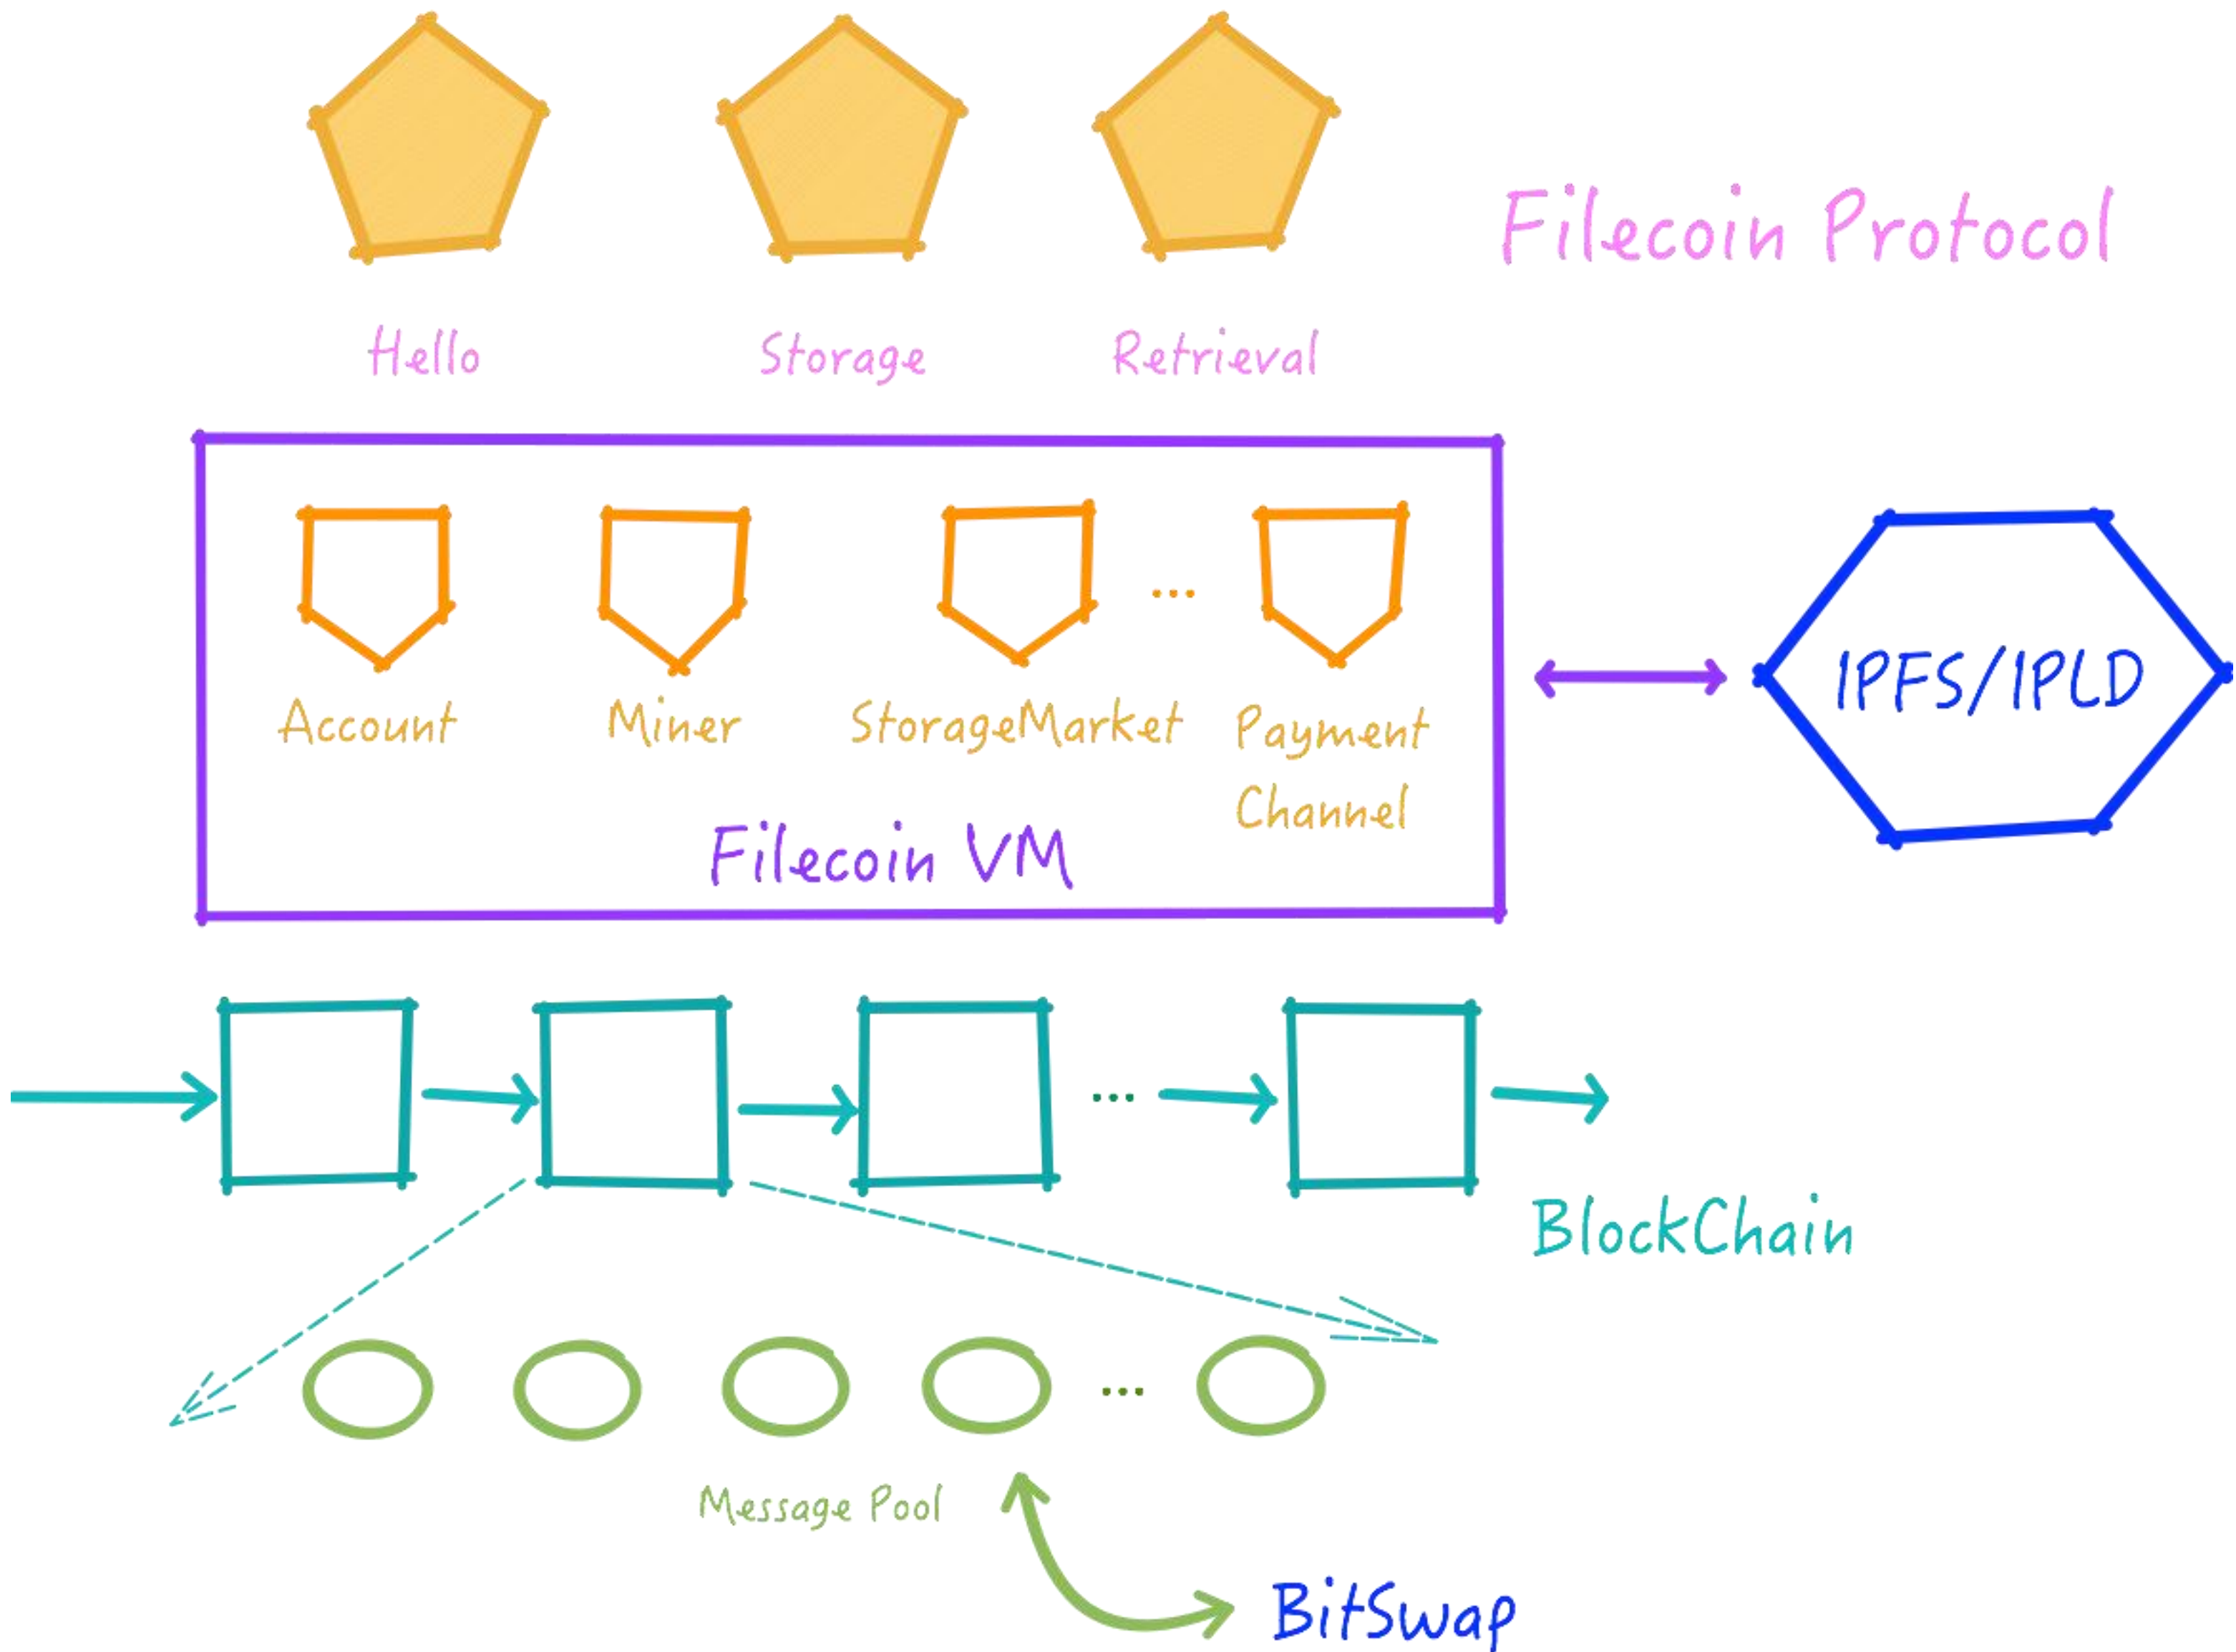 Filecoin Protocol
Hello
Storage
Retrieval
...
Account
Miner
StorageMarket
Payment
Channel
IPFS/IPLD
Filecoin VM
...
BlockChain
...
Message Pool
BitSwap